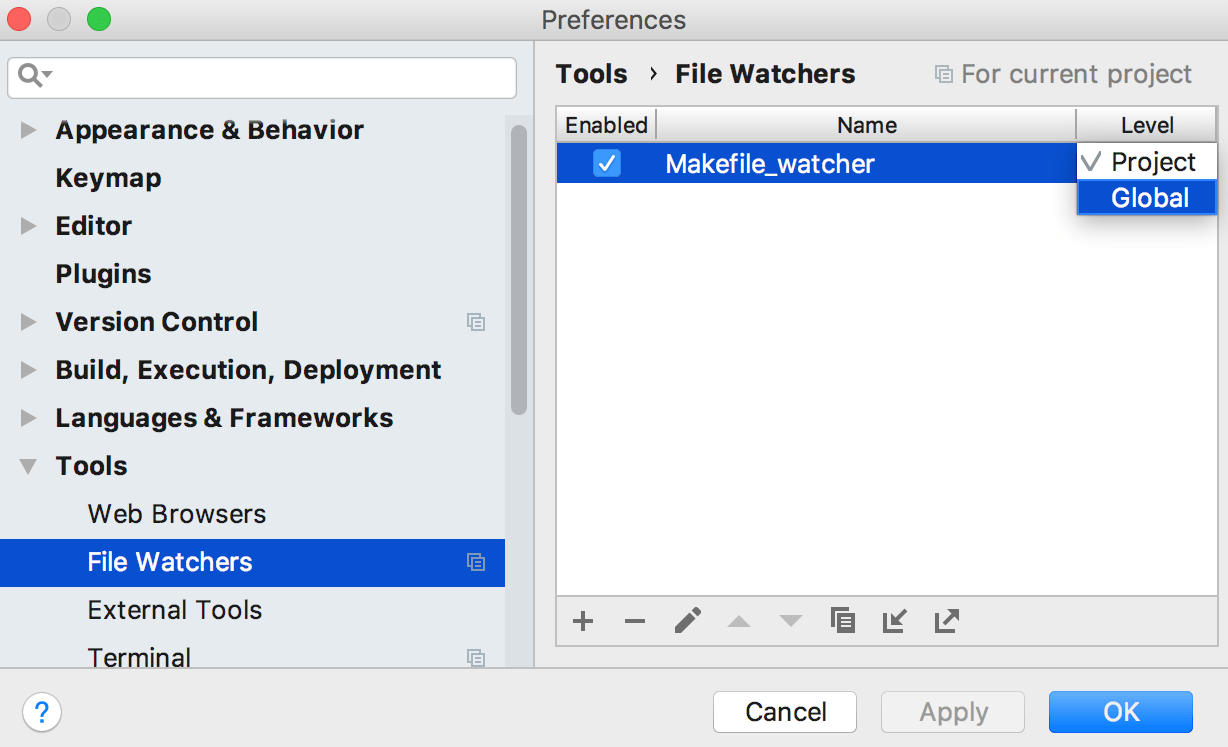 Preferences
Appearance & Behavior
Keymap
Editor
Plugins
Version Control
Build, Execution, Deployment
Languages & Frameworks
Tools
Web Browsers
File Watchers
External Tools
Terminal
Tools › File Watchers
For current project
Enabled Name Level
Makefile_watcher Project
Global
? Cancel Apply OK